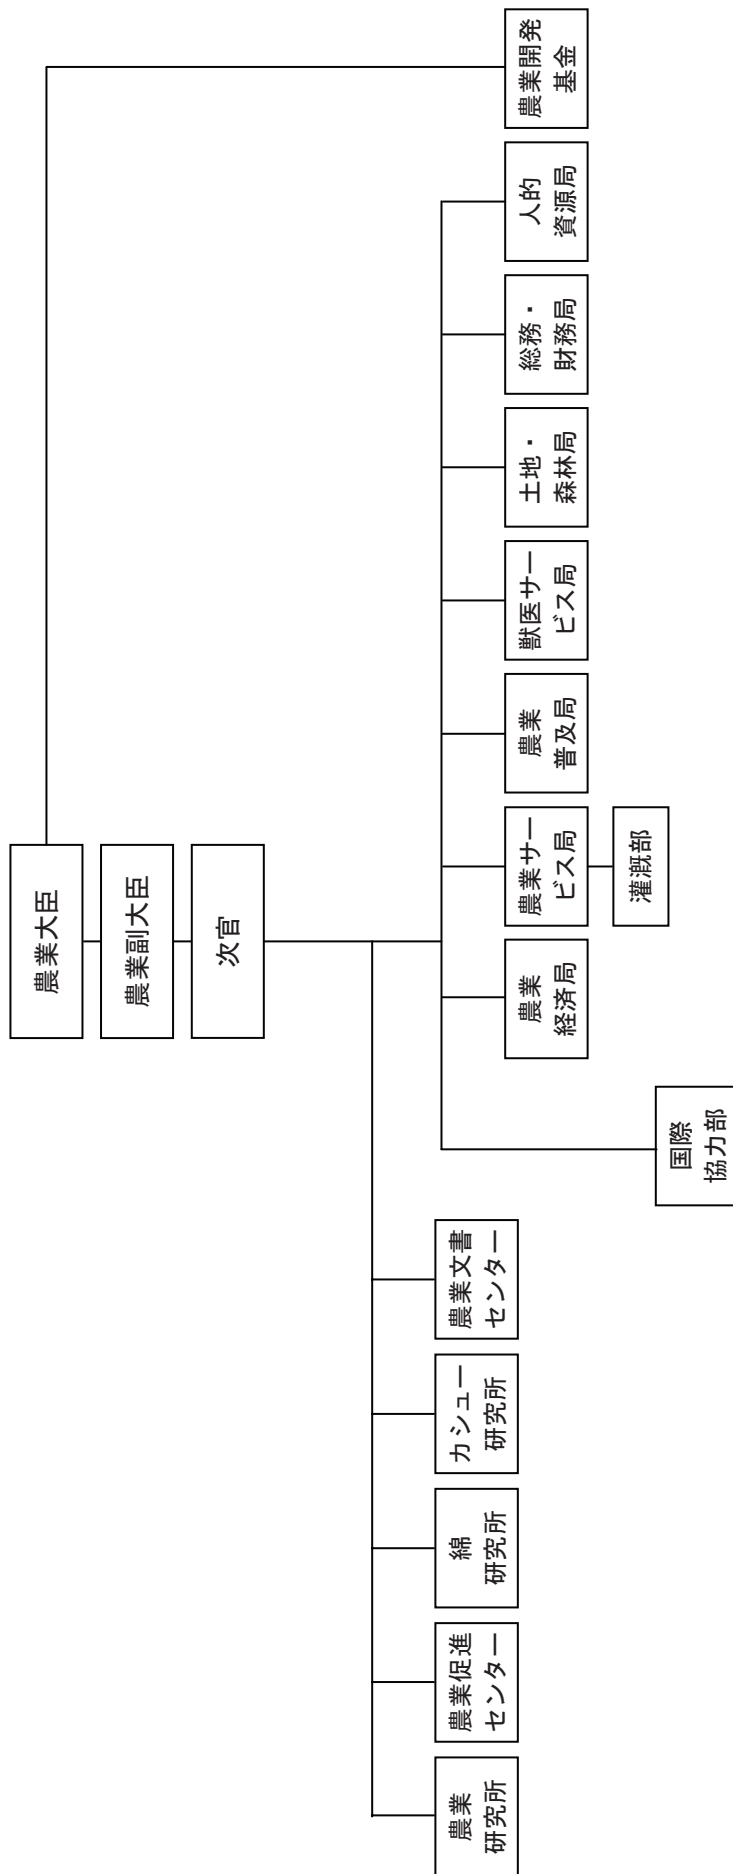 農業大臣
農業副大臣
次官
農業
研究所
農業促進
センター
綿
研究所
カシュー
研究所
農業文書
センター
国際
協力部
農業
経済局
農業サー
ビス局
灌漑部
農業
普及局
獣医サー
ビス局
土地・
森林局
総務・
財務局
人的
資源局
農業開発
基金